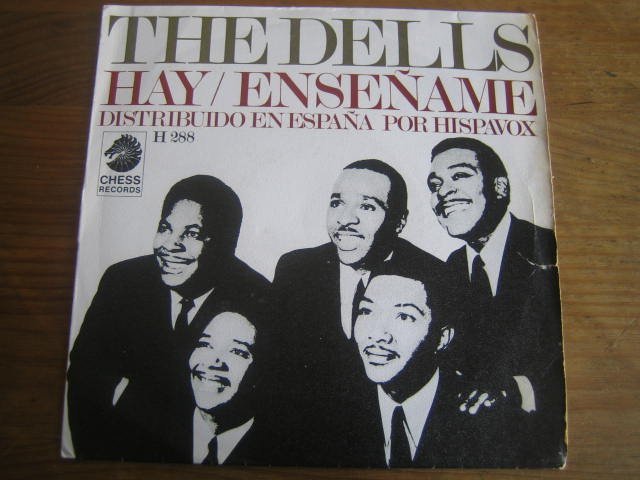 THE DELLS
HAY/ENSEÑAME
DISTRIBUIDO EN ESPAÑA POR HISPAVOX
H 288
CHESS
RECORDS